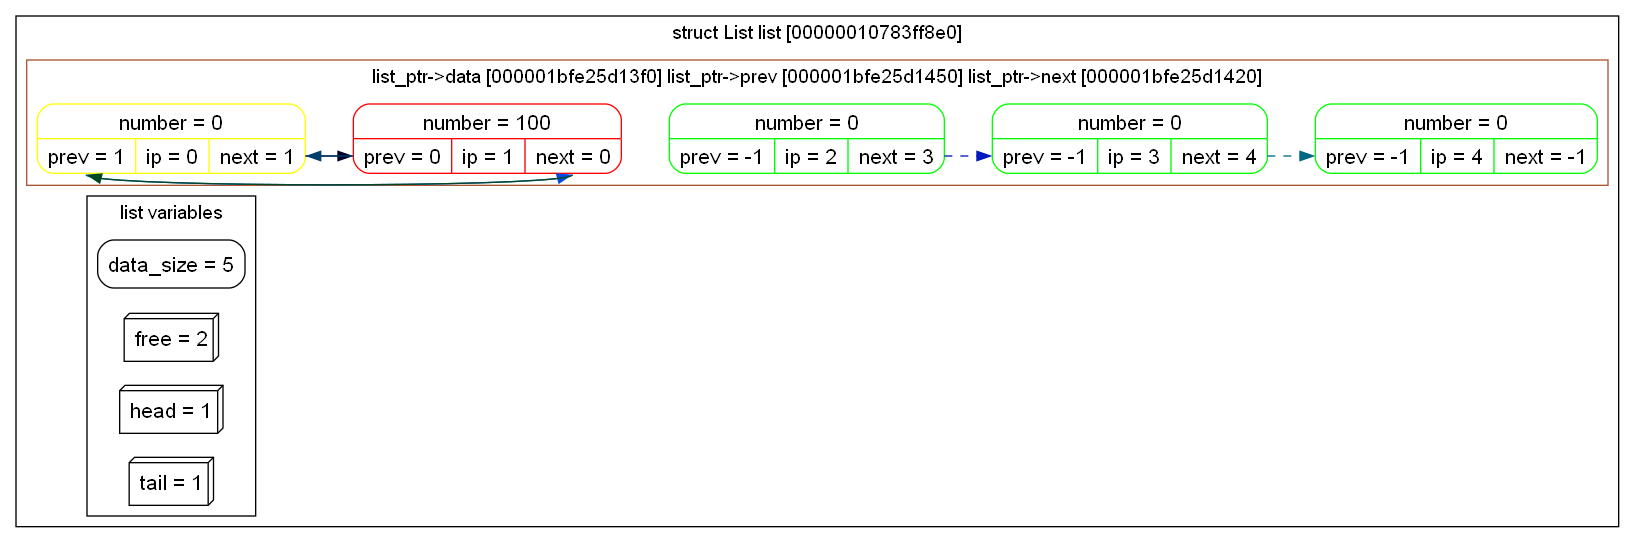 struct List list [00000010783ff8e0]
list_ptr->data [000001bfe25d13f0] list_ptr->prev [000001bfe25d1450] list_ptr->next [000001bfe25d1420]
number = 0
prev = 1 ip = 0 next = 1
number = 100
prev = 0 ip = 1 next = 0
number = 0
prev = -1 ip = 2 next = 3
number = 0
prev = -1 ip = 3 next = 4
number = 0
prev = -1 ip = 4 next = -1
list variables
data_size = 5
free = 2
head = 1
tail = 1